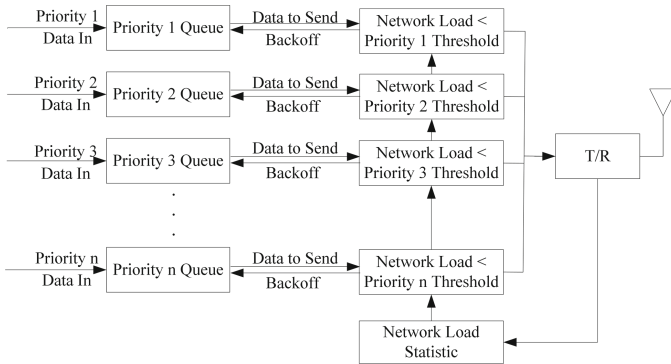 Priority 1
Data In
Priority 1 Queue
Data to Send
Backoff
Network Load <
Priority 1 Threshold
Priority 2
Data In
Priority 2 Queue
Data to Send
Backoff
Network Load <
Priority 2 Threshold
Priority 3
Data In
Priority 3 Queue
Data to Send
Backoff
Network Load <
Priority 3 Threshold
T/R
Priority n
Data In
Priority n Queue
Data to Send
Backoff
Network Load <
Priority n Threshold
Network Load
Statistic